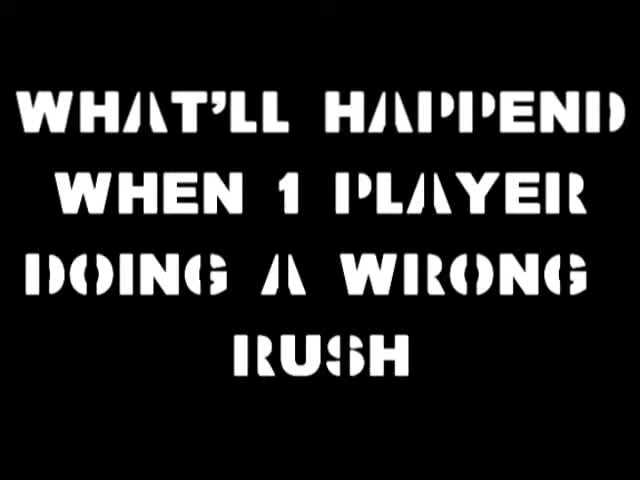 WHAT'LL HAPPEND
WHEN 1 PLAYER
DOING A WRONG
RUSH